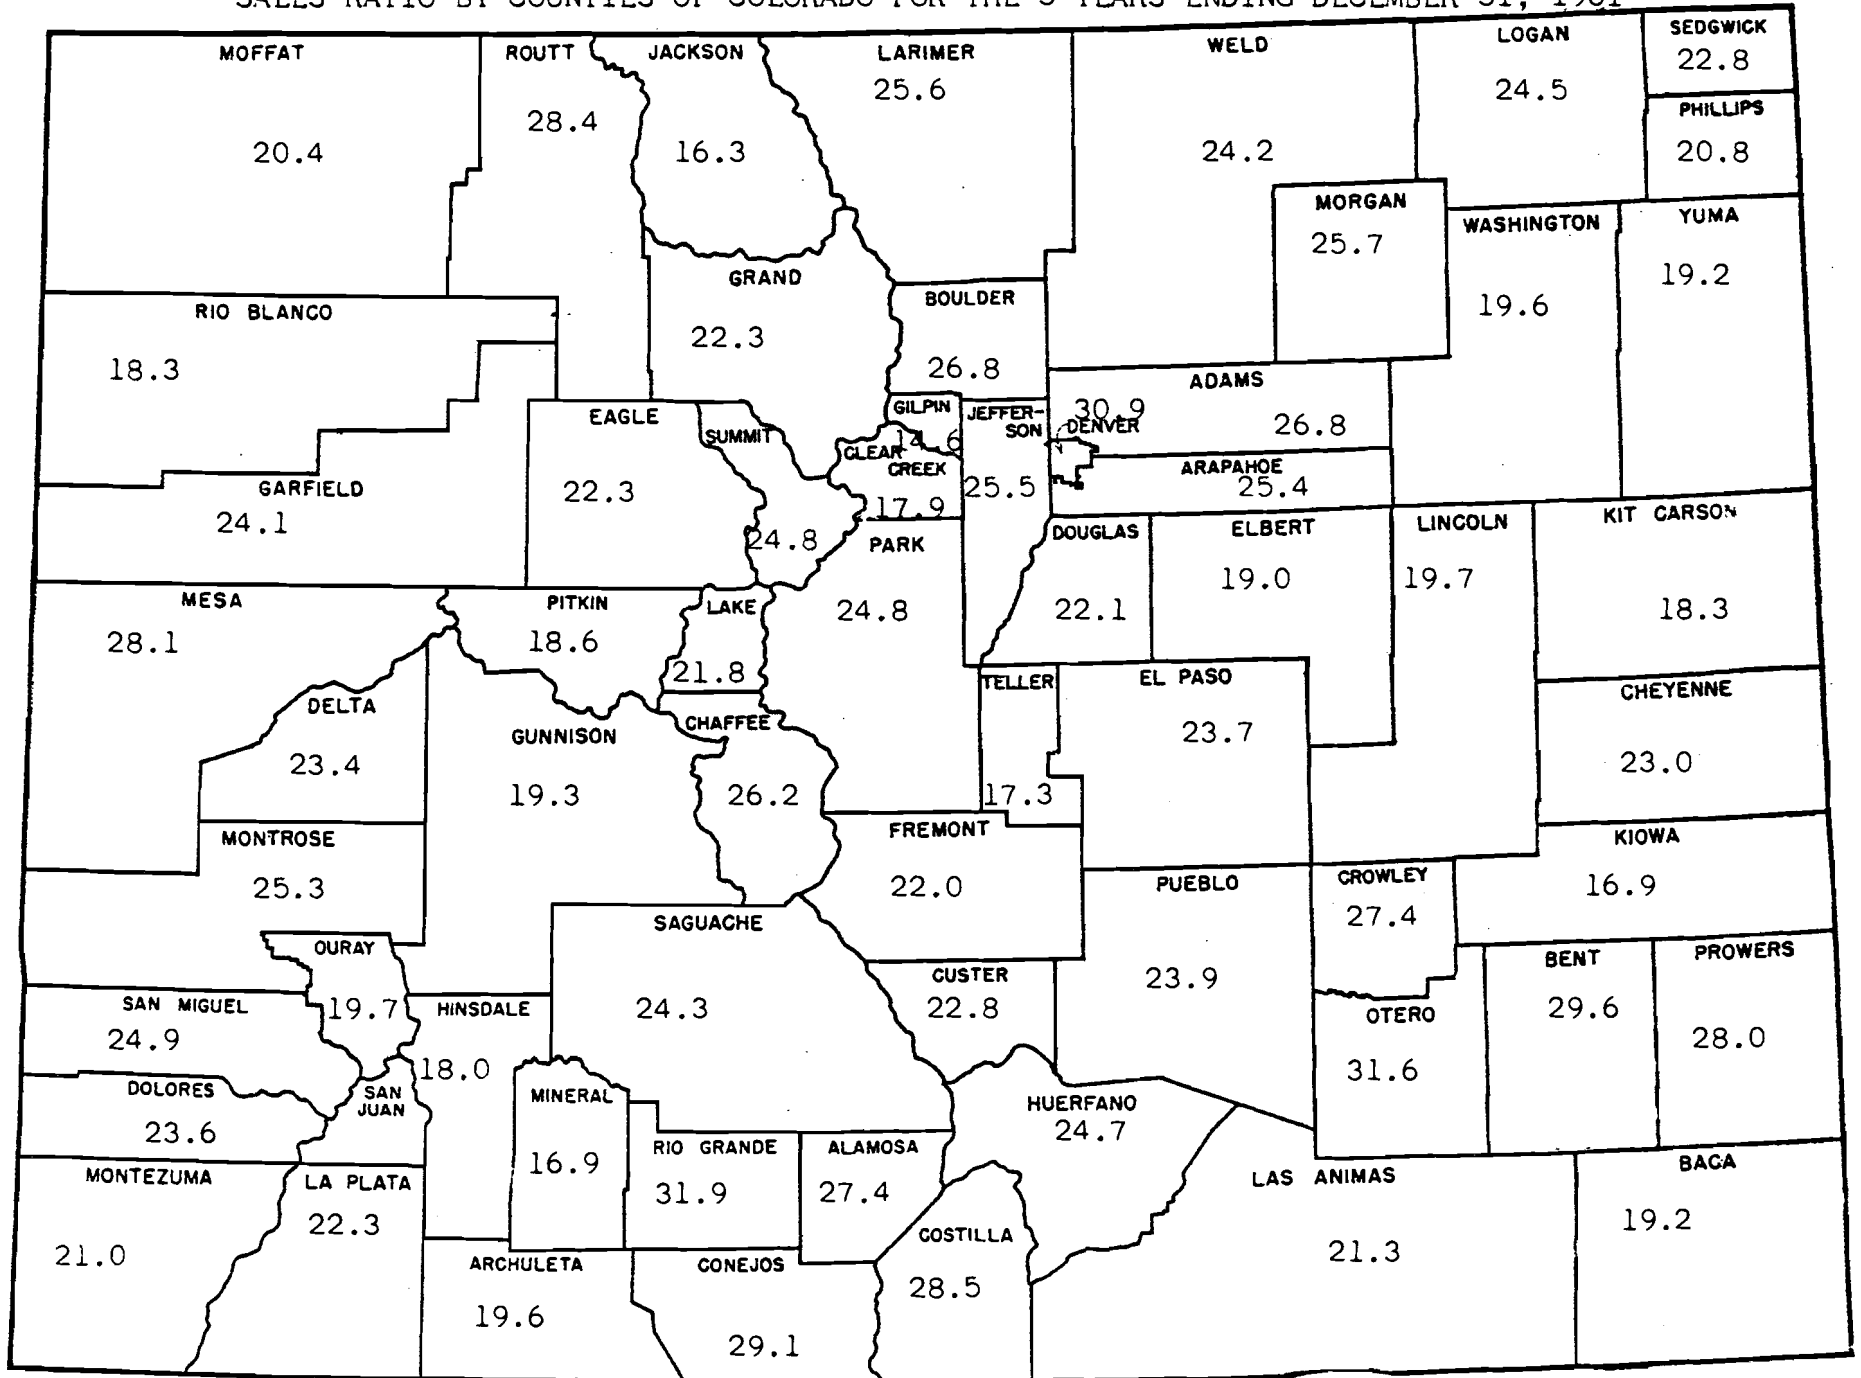 SALES RATIO BY COUNTIES OF COLORADO FOR THE 5 YEARS ENDING DECEMBER 31, 1961
MOFFAT
20.4
ROUTT
28.4
JACKSON
16.3
LARIMER
25.6
WELD
24.2
LOGAN
24.5
SEDGWICK
22.8
PHILLIPS
20.8
MORGAN
25.7
WASHINGTON
19.6
YUMA
19.2
RIO BLANCO
18.3
GRAND
22.3
BOULDER
26.8
ADAMS
26.8
30.9
DENVER
GILPIN
14.6
JEFFER-
SON
25.5
CLEAR
CREEK
17.9
ARAPAHOE
25.4
EAGLE
22.3
SUMMIT
24.8
GARFIELD
24.1
PARK
24.8
DOUGLAS
22.1
ELBERT
19.0
LINCOLN
19.7
KIT CARSON
18.3
MESA
28.1
PITKIN
18.6
LAKE
21.8
DELTA
23.4
GUNNISON
19.3
CHAFFEE
26.2
TELLER
17.3
EL PASO
23.7
CHEYENNE
23.0
MONTROSE
25.3
FREMONT
22.0
KIOWA
16.9
PUEBLO
23.9
CROWLEY
27.4
OURAY
19.7
SAGUACHE
24.3
CUSTER
22.8
OTERO
31.6
BENT
29.6
PROWERS
28.0
SAN MIGUEL
24.9
HINSDALE
18.0
DOLORES
23.6
SAN
JUAN
MINERAL
16.9
RIO GRANDE
31.9
ALAMOSA
27.4
HUERFANO
24.7
MONTEZUMA
21.0
LA PLATA
22.3
ARCHULETA
19.6
CONEJOS
29.1
COSTILLA
28.5
LAS ANIMAS
21.3
BACA
19.2